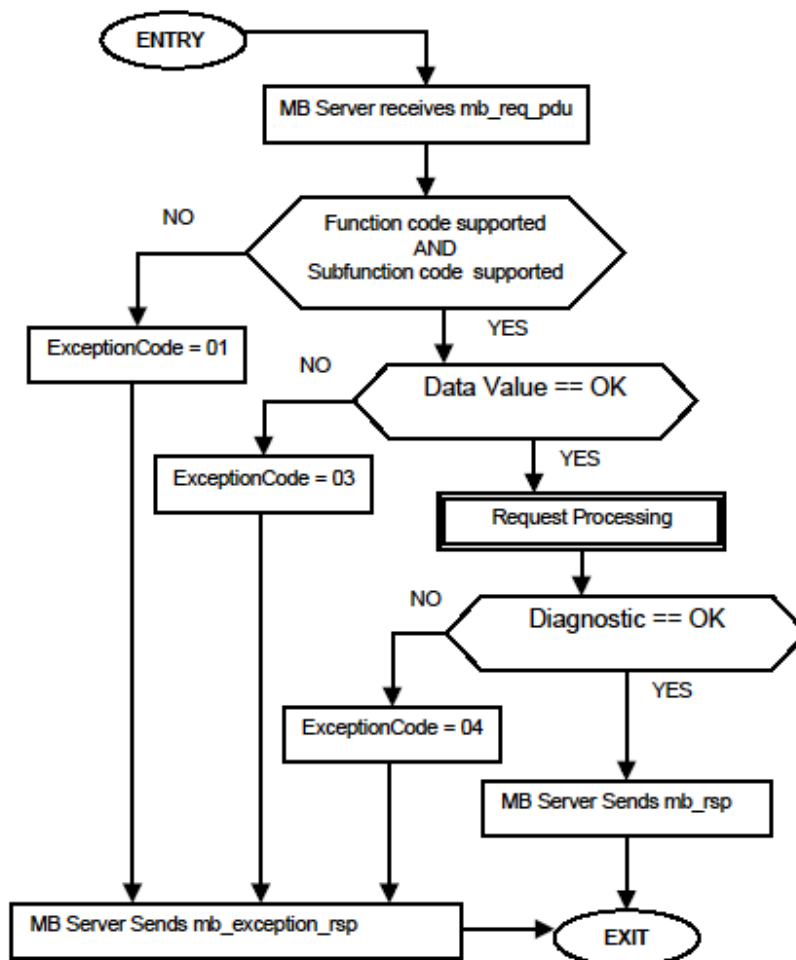 ENTRY
MB Server receives mb_req_pdu
NO
Function code supported
AND
Subfunction code supported
YES
ExceptionCode = 01
NO
Data Value == OK
YES
ExceptionCode = 03
Request Processing
NO
Diagnostic == OK
YES
ExceptionCode = 04
MB Server Sends mb_rsp
MB Server Sends mb_exception_rsp
EXIT